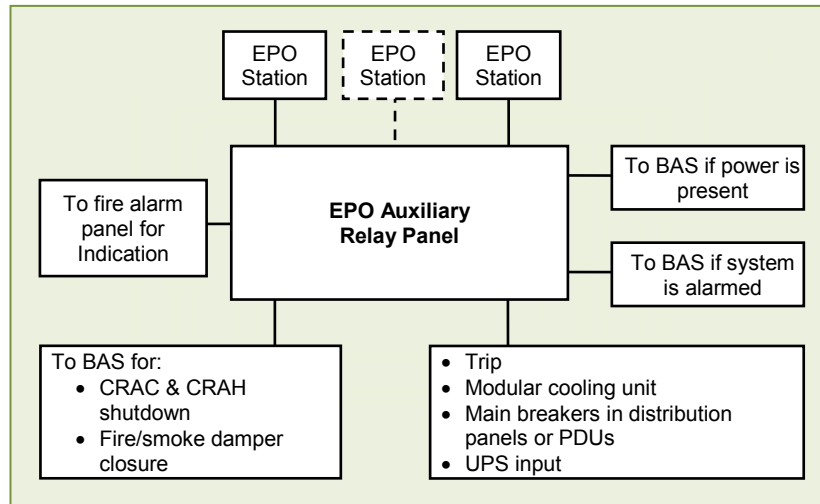 EPO
Station
EPO
Station
EPO
Station
To BAS if power is
present
To fire alarm
panel for
Indication
EPO Auxiliary
Relay Panel
To BAS if system
is alarmed
To BAS for:
• CRAC & CRAH
shutdown
• Fire/smoke damper
closure
• Trip
• Modular cooling unit
• Main breakers in distribution
panels or PDUs
• UPS input